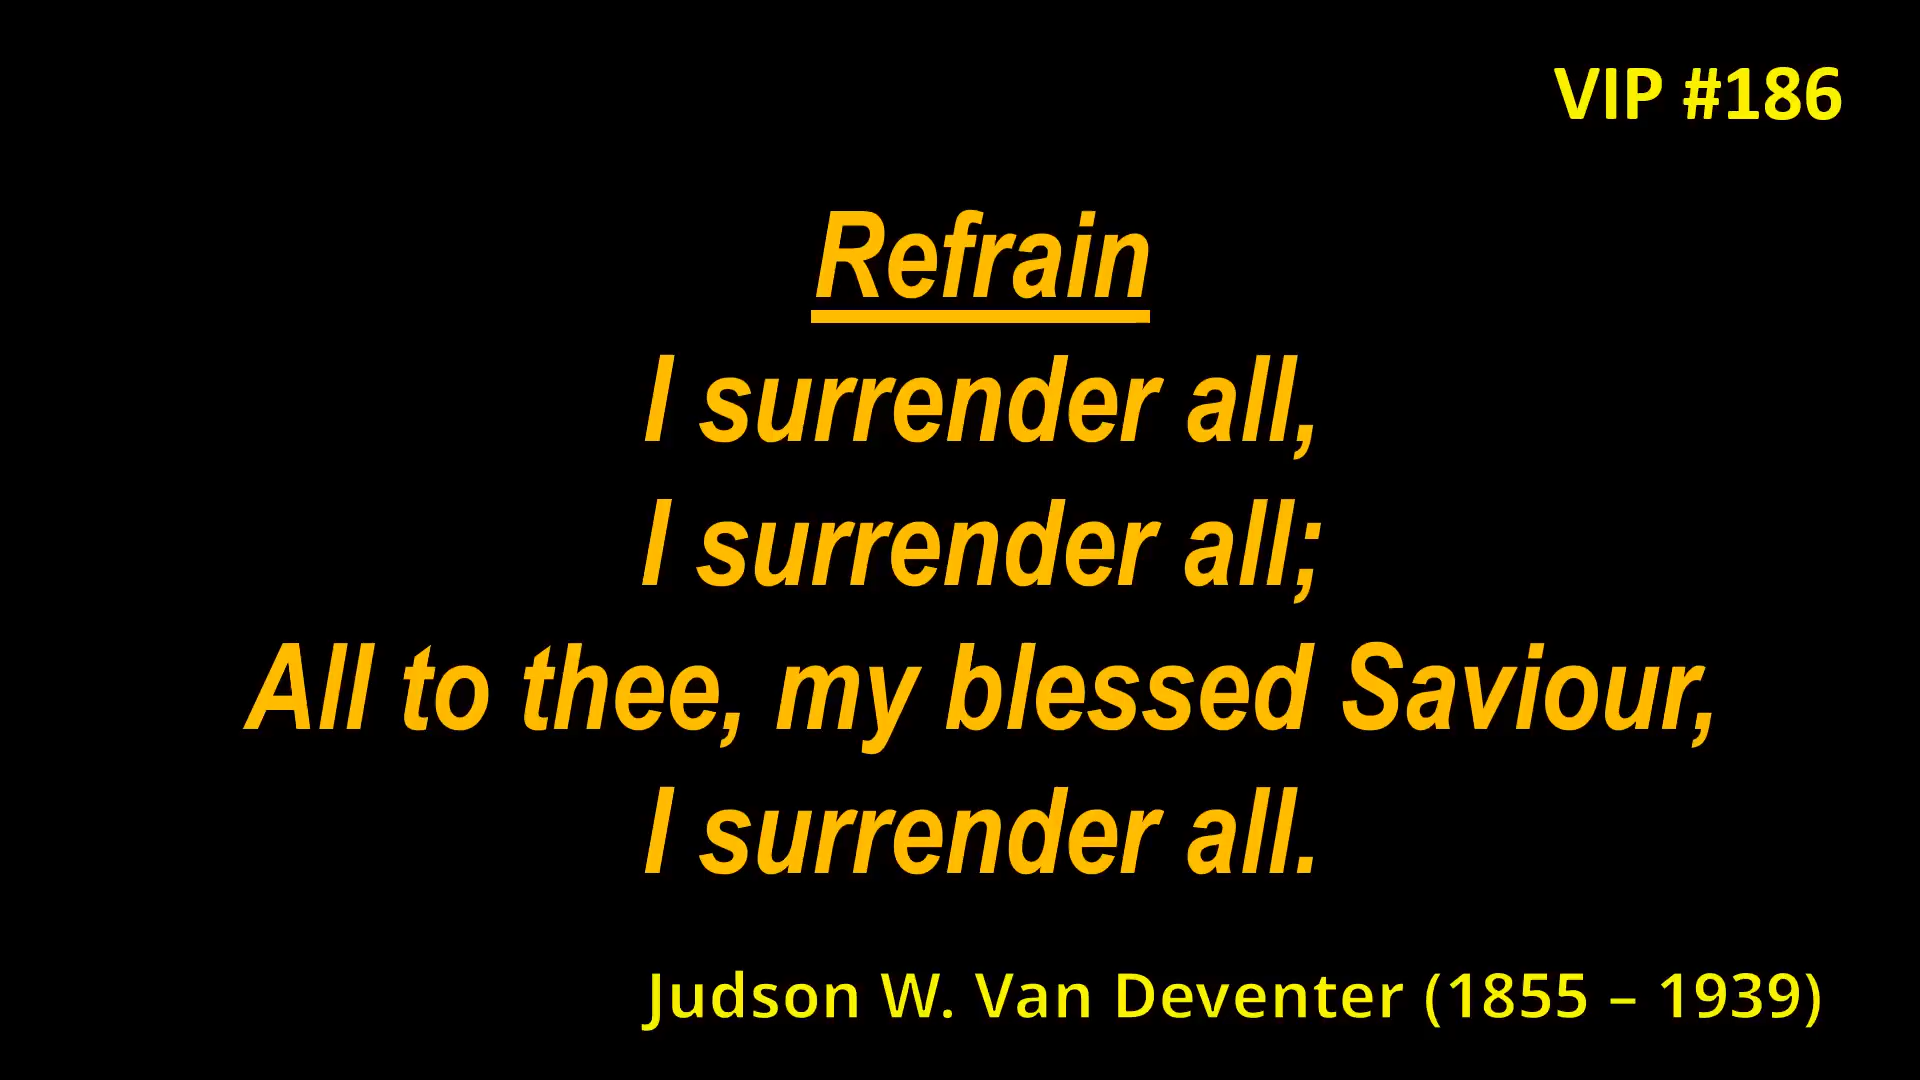 VIP #186
Refrain
I surrender all,
I surrender all;
All to thee, my blessed Saviour,
I surrender all.
Judson W. Van Deventer (1855 – 1939)